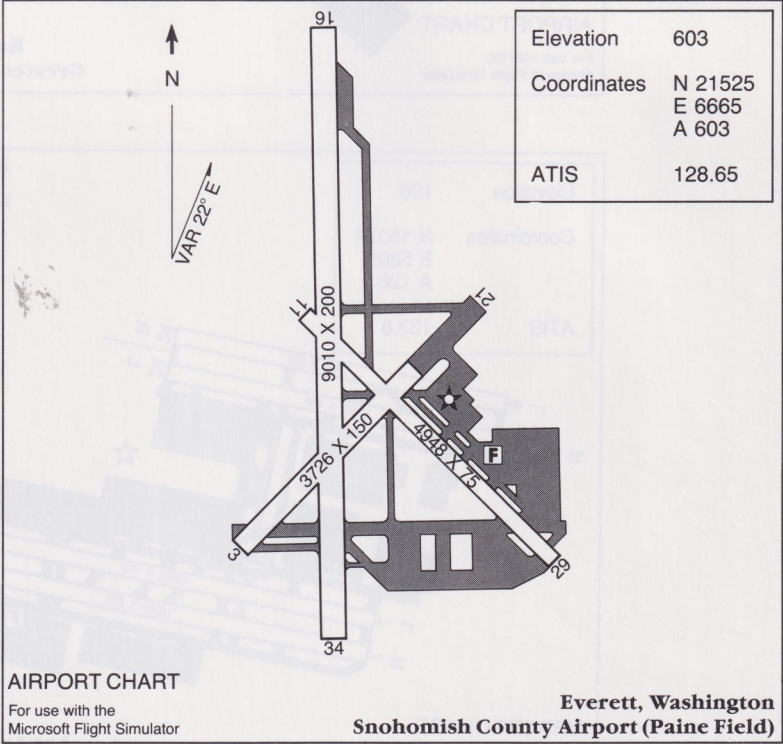 16
Elevation 603
Coordinates N 21525
E 6665
A 603
ATIS 128.65
N
VAR 22° E
21
11
9010 X 200
3726 X 150
4948 X 75
F
3
29
34
AIRPORT CHART
For use with the
Microsoft Flight Simulator
Everett, Washington
Snohomish County Airport (Paine Field)